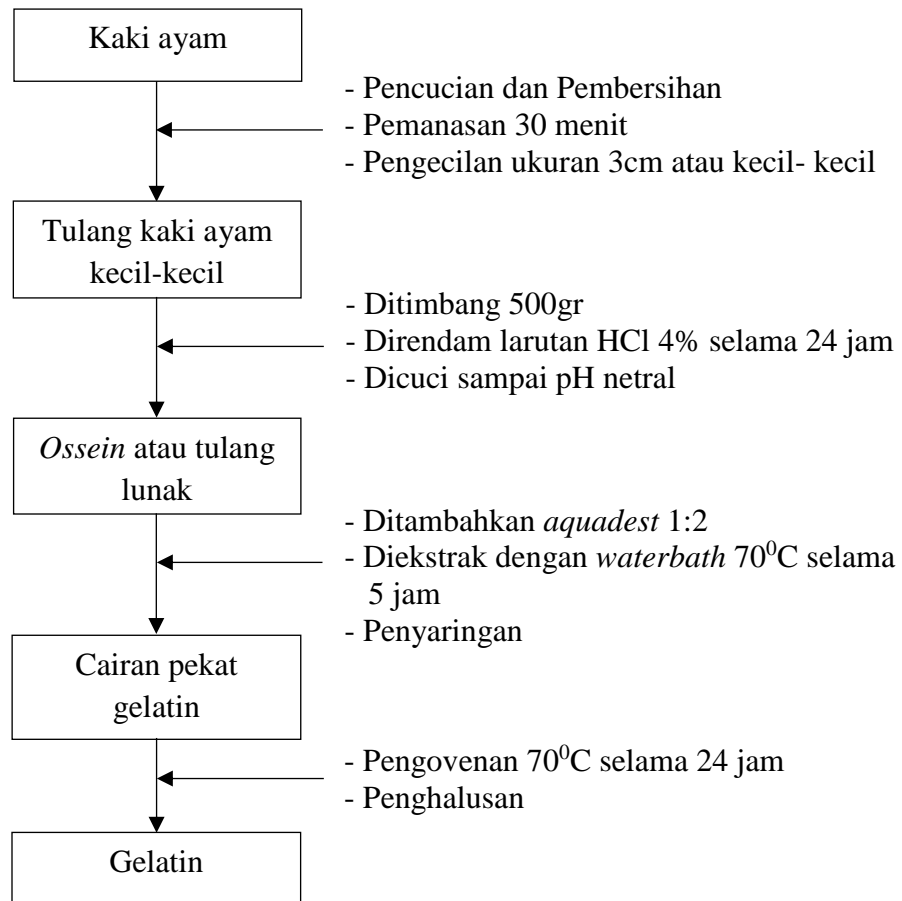 Kaki ayam
- Pencucian dan Pembersihan
- Pemanasan 30 menit
- Pengecilan ukuran 3cm atau kecil- kecil
Tulang kaki ayam
kecil-kecil
- Ditimbang 500gr
- Direndam larutan HCl 4% selama 24 jam
- Dicuci sampai pH netral
Ossein atau tulang
lunak
- Ditambahkan aquadest 1:2
- Diekstrak dengan waterbath 70⁰C selama
5 jam
- Penyaringan
Cairan pekat
gelatin
- Pengovenan 70⁰C selama 24 jam
- Penghalusan
Gelatin